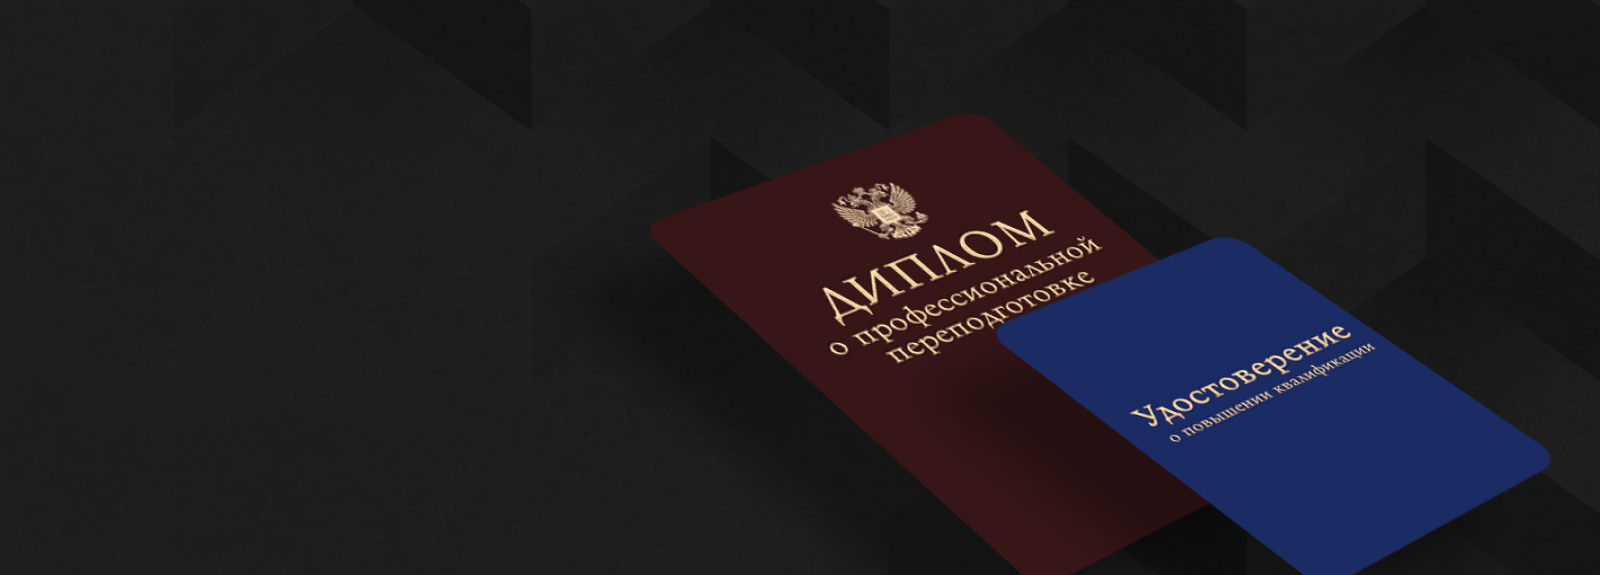 ДИПЛОМ
о профессиональной
переподготовке
Удостоверение
о повышении квалификации